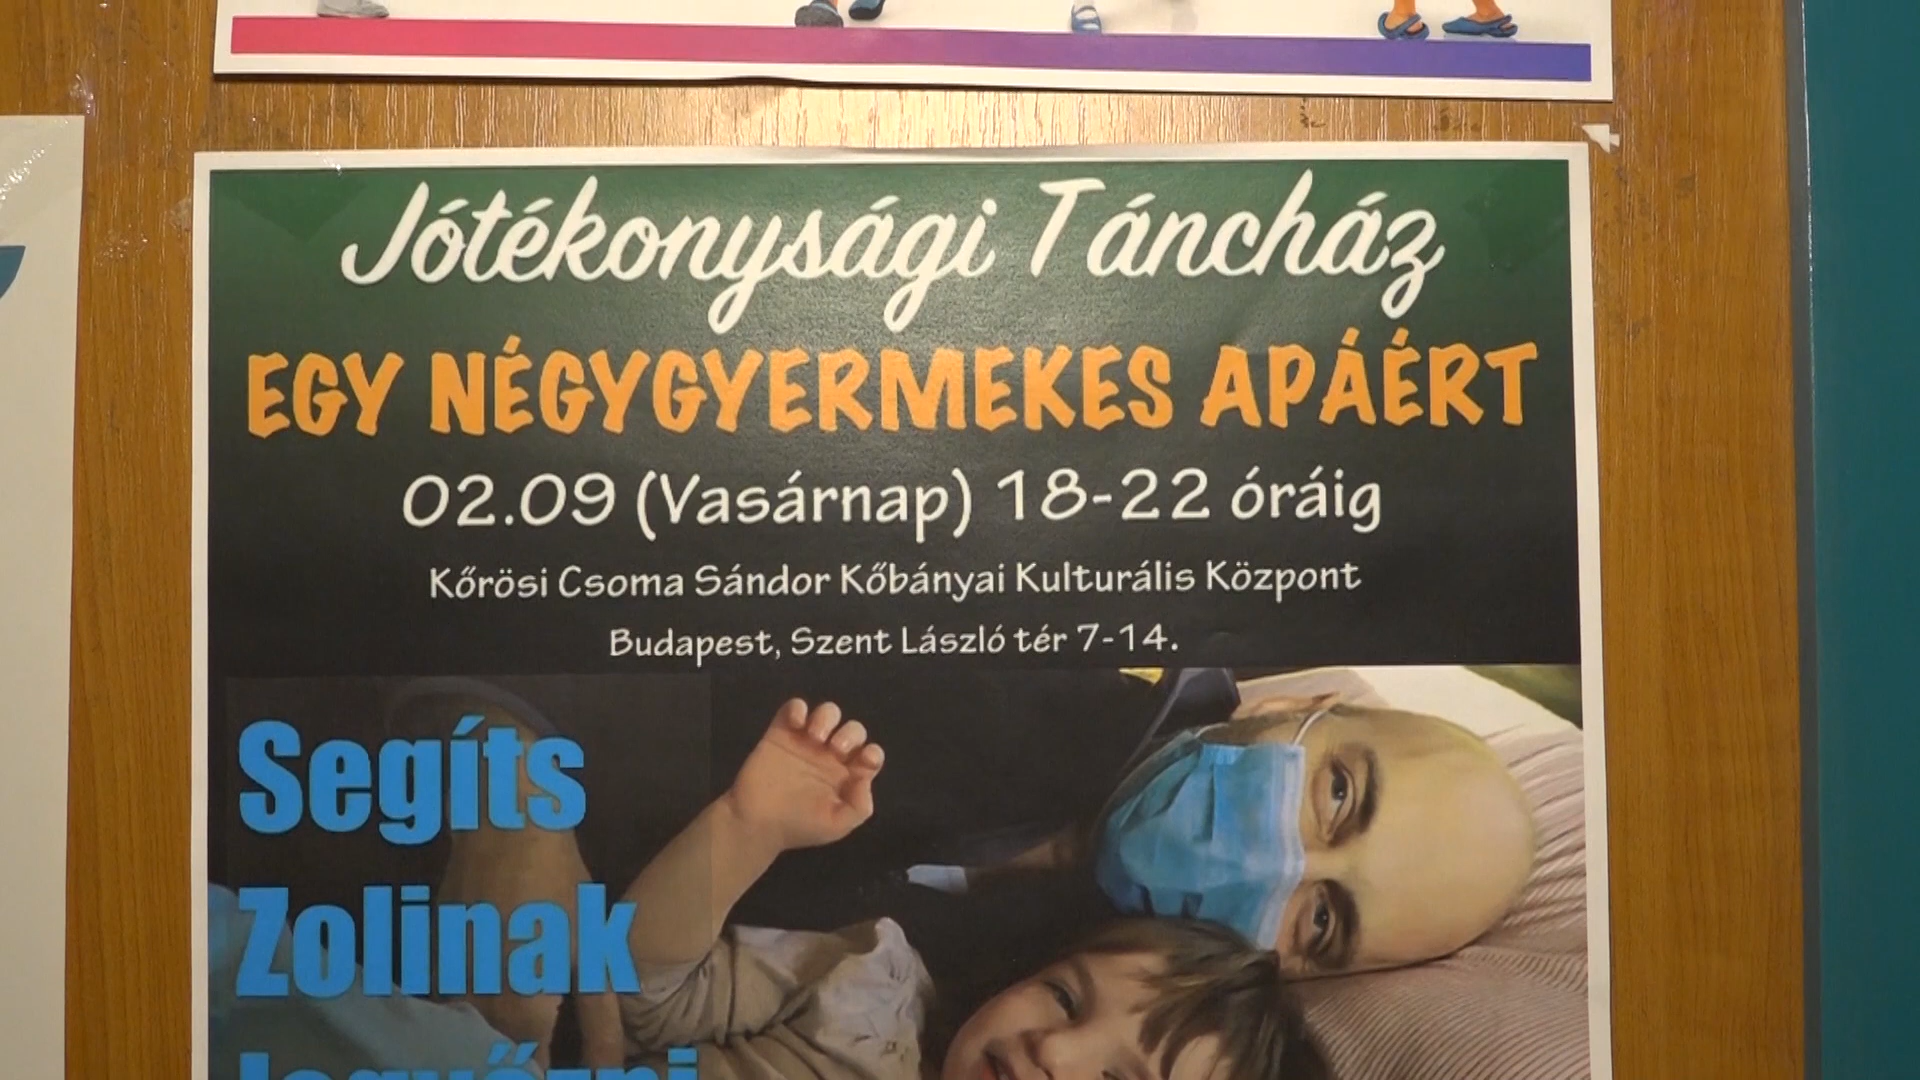 Jótékonysági Táncház
EGY NÉGYGYERMEKES APÁÉRT
02.09 (Vasárnap) 18-22 óráig
Kőrösi Csoma Sándor Kőbányai Kulturális Központ
Budapest, Szent László tér 7-14.
Segíts
Zolinak